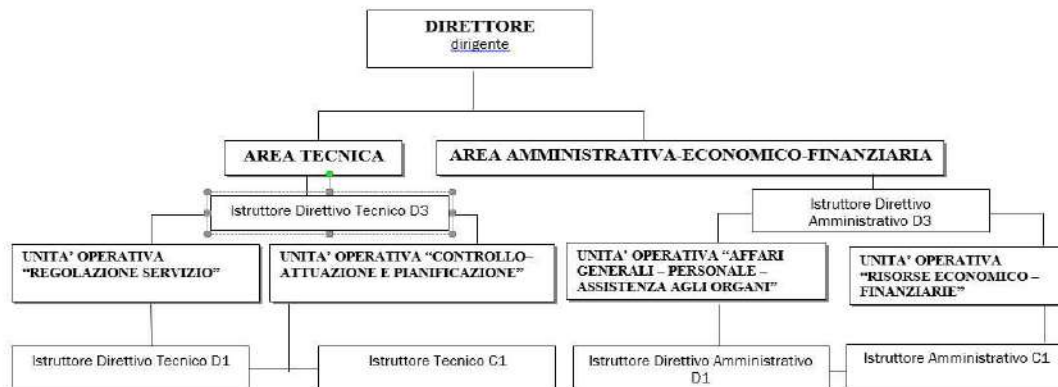 DIRETTORE
dirigente
AREA TECNICA
AREA AMMINISTRATIVA-ECONOMICO-FINANZIARIA
Istruttore Direttivo Tecnico D3
Istruttore Direttivo
Amministrativo D3
UNITA' OPERATIVA
"REGOLAZIONE SERVIZIO"
UNITA' OPERATIVA "CONTROLLO–
ATTUAZIONE E PIANIFICAZIONE"
UNITA' OPERATIVA "AFFARI
GENERALI – PERSONALE –
ASSISTENZA AGLI ORGANI"
UNITA' OPERATIVA
"RISORSE ECONOMICO –
FINANZIARIE"
Istruttore Direttivo Tecnico D1
Istruttore Tecnico C1
Istruttore Direttivo Amministrativo
D1
Istruttore Amministrativo C1